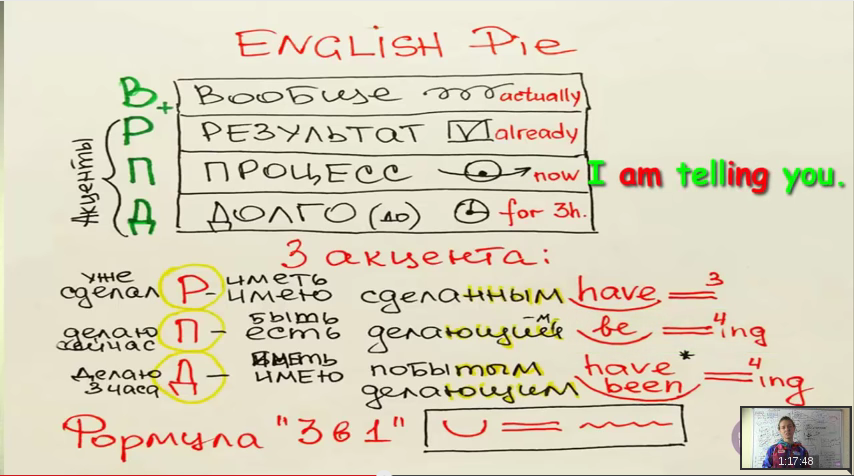 ENGLISH Pie
В+ ВООбЩе actually
Р РЕЗУЛЬТАТ V already
П ПРОЦЕСС now I am telling you.
Д ДОЛГО (до) for 3h.
Акценты
3 акцента:
уже сделал Р - иметь имею сделанным have 3
делаю сейчас П - быть есть делающим be 4 ing
Делаю 3 часа Д - иметь имею побытым делающим have been * 4 ing
Формула "3 в 1"
1:17:48